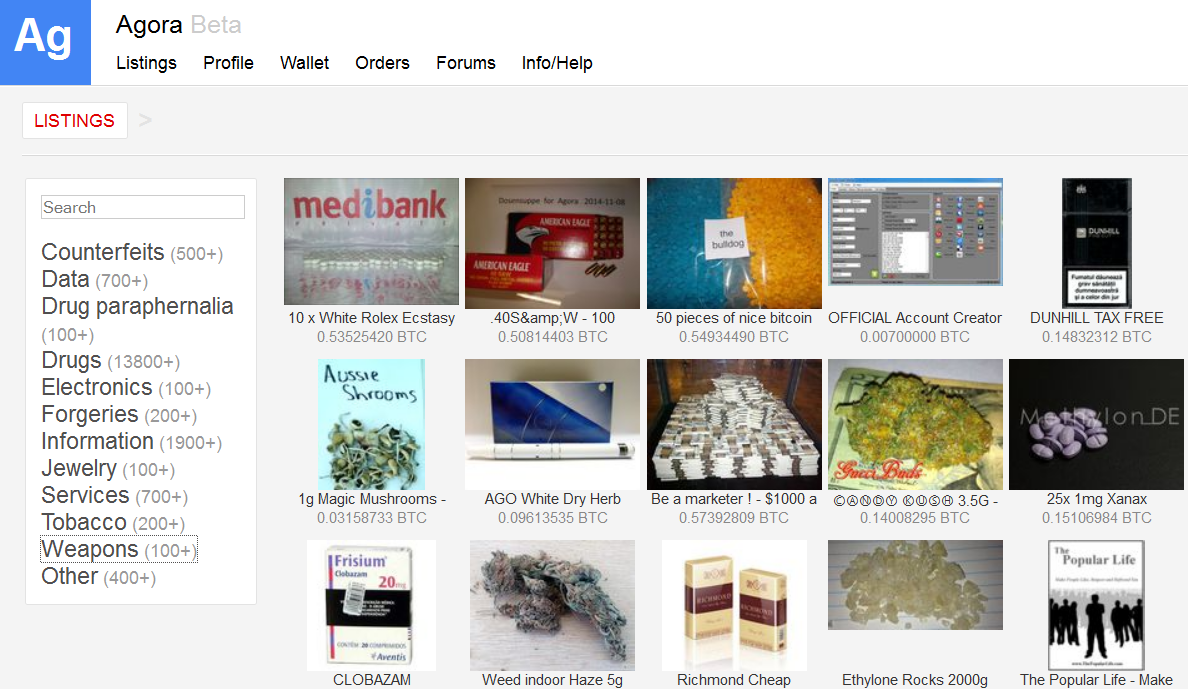 Ag
Agora Beta
Listings Profile Wallet Orders Forums Info/Help
LISTINGS >
Search
Counterfeits (500+)
Data (700+)
Drug paraphernalia
(100+)
Drugs (13800+)
Electronics (100+)
Forgeries (200+)
Information (1900+)
Jewelry (100+)
Services (700+)
Tobacco (200+)
Weapons (100+)
Other (400+)
medibank
Dosensuppe for Agora 2014-11-08
AMERICAN EAGLE
AMERICAN EAGLE
the
bulldog
DUNHILL
Fumatul dăunează
grav sănătății
dumneavoastră
și a celor din jur
10 x White Rolex Ecstasy .40S&amp;W - 100 50 pieces of nice bitcoin OFFICIAL Account Creator DUNHILL TAX FREE
0.53525420 BTC 0.50814403 BTC 0.54934490 BTC 0.00700000 BTC 0.14832312 BTC
Aussie
Shrooms
Gucci Buds
Methylon_DE
1g Magic Mushrooms - AGO White Dry Herb Be a marketer ! - $1000 a ©ⒶⓃⒹⓎ ⓀⓊⓈⒽ 3.5G - 25x 1mg Xanax
0.03158733 BTC 0.09613535 BTC 0.57392809 BTC 0.14008295 BTC 0.15106984 BTC
Frisium
Clobazam
20mg
CONTÉM 20 COMPRIMIDOS
Aventis
RICHMOND
RICHMOND
The
Popular Life
www.ThePopularLife.com
CLOBAZAM Weed indoor Haze 5g Richmond Cheap Ethylone Rocks 2000g The Popular Life - Make